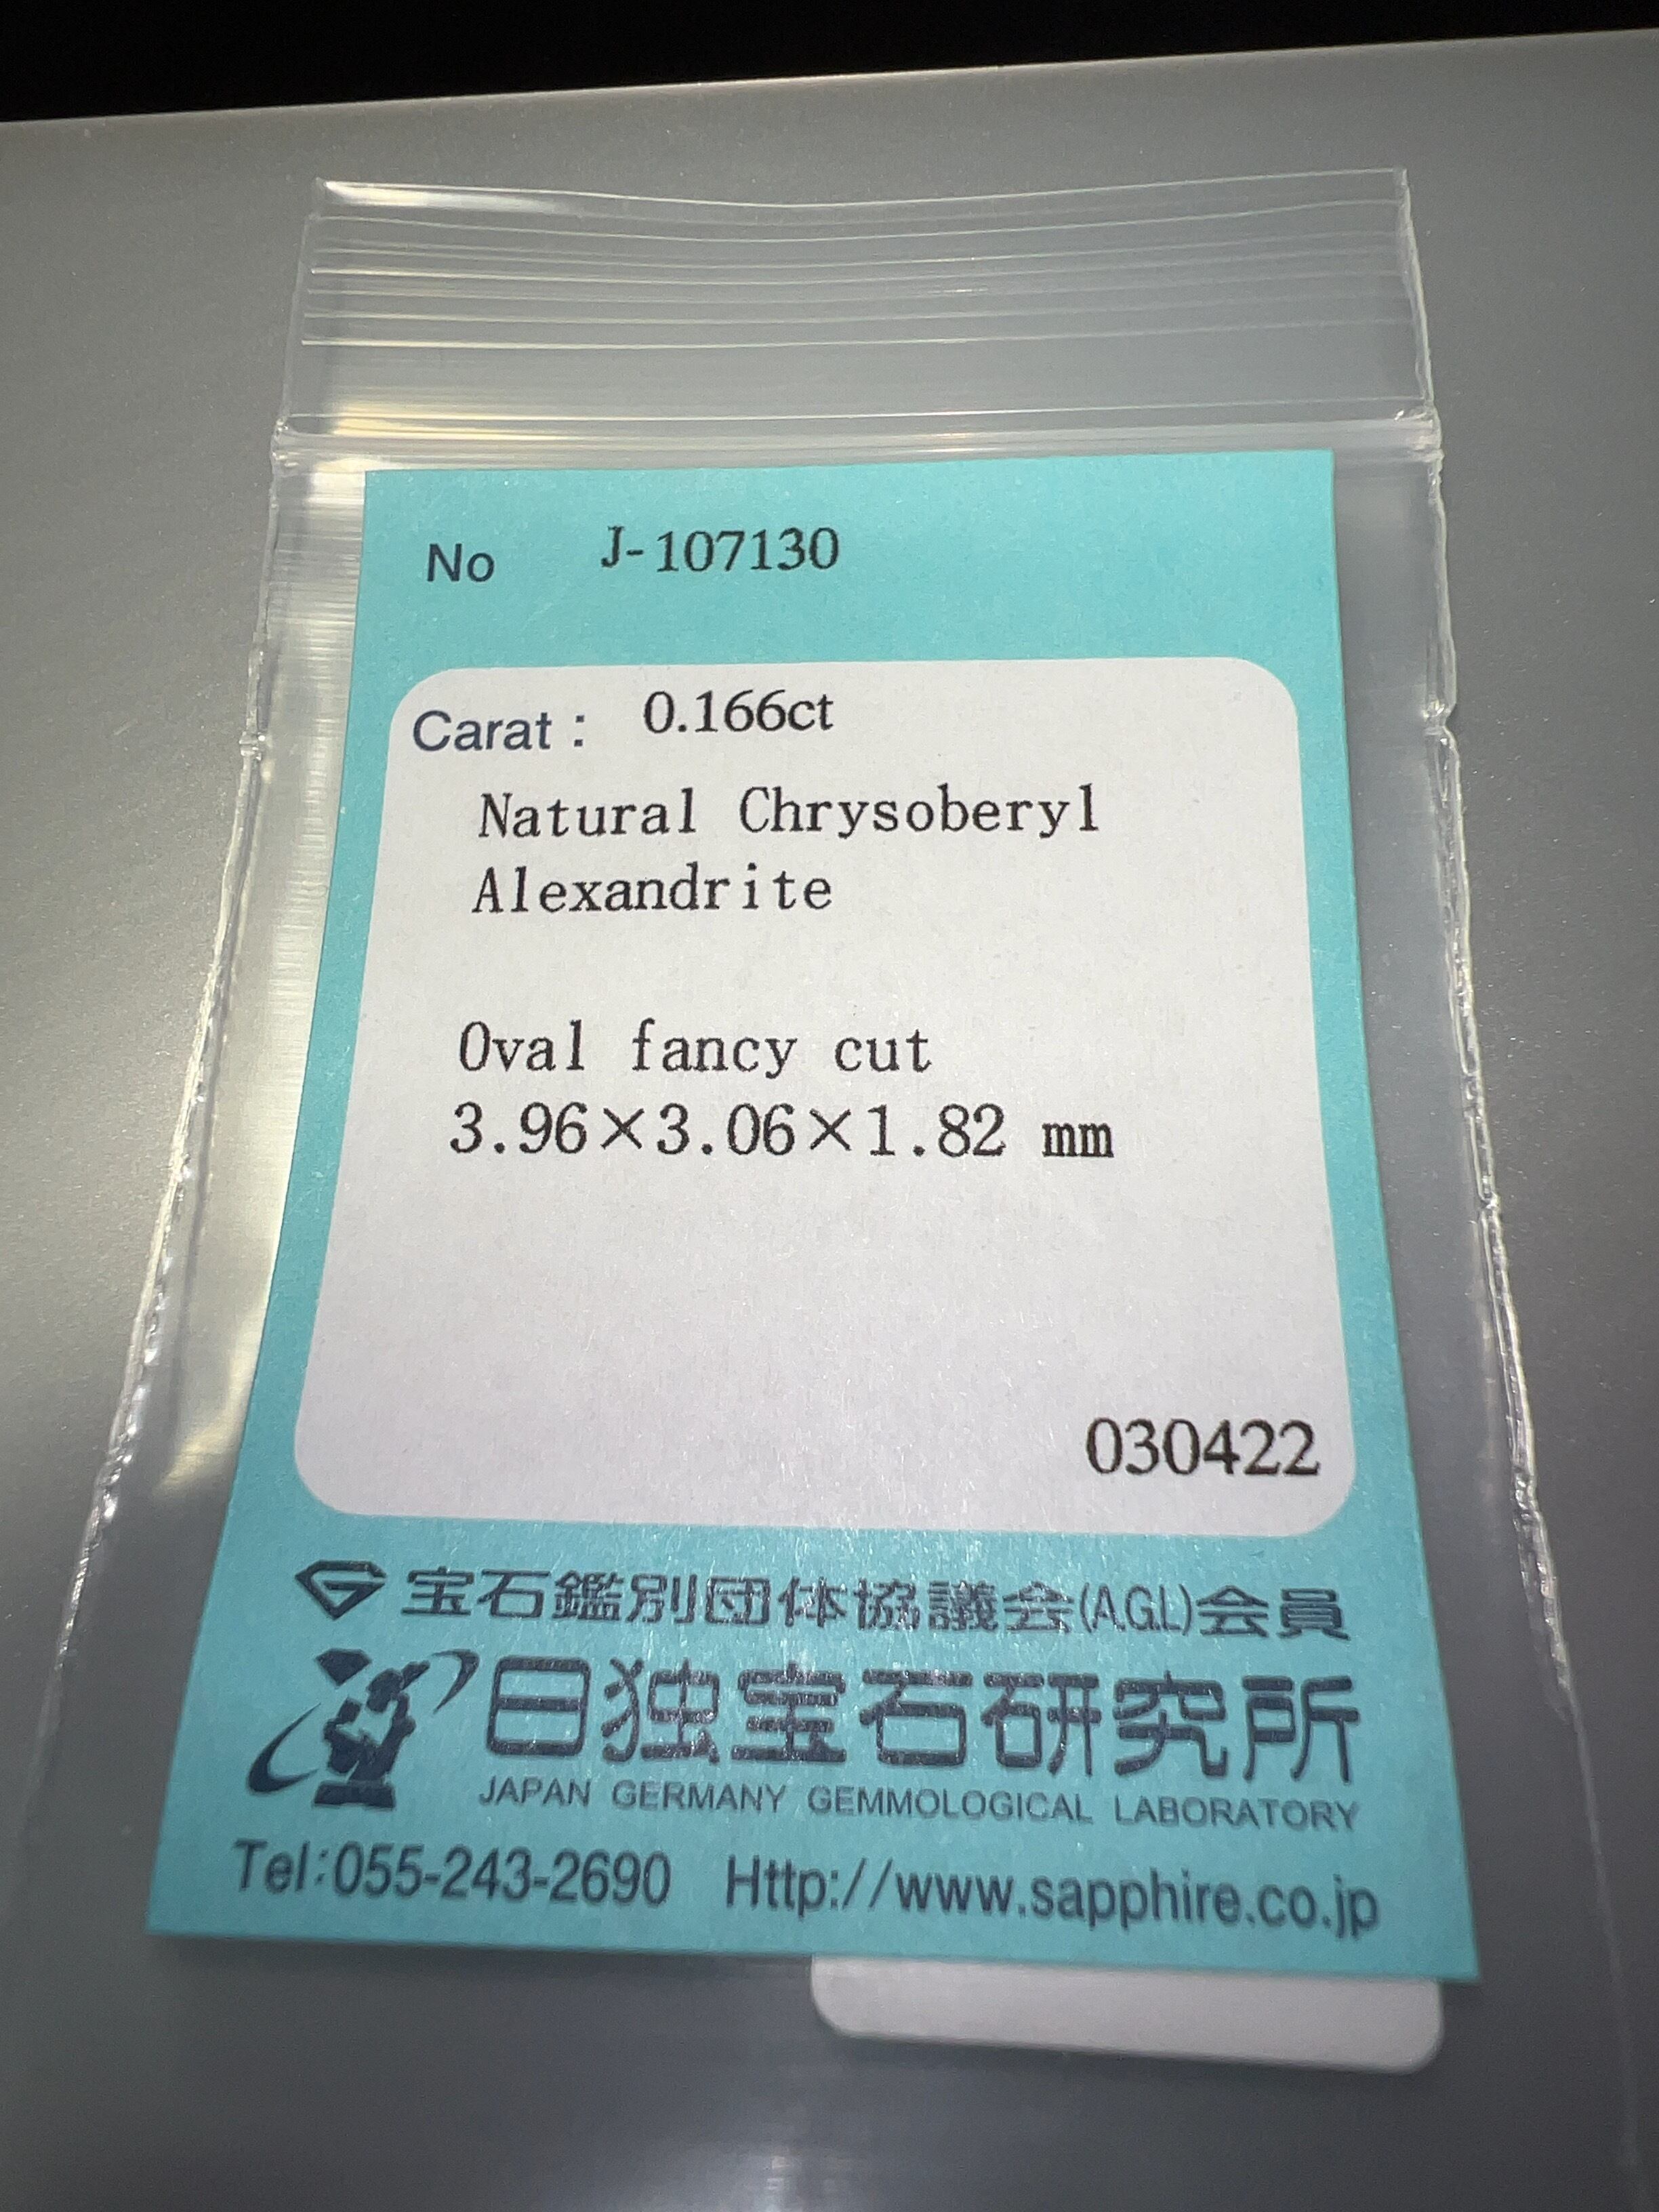 No J-107130
Carat : 0.166ct
Natural Chrysoberyl
Alexandrite
Oval fancy cut
3.96×3.06×1.82 mm
030422
宝石鑑別団体協議会(A.G.L)会員
日独宝石研究所
JAPAN GERMANY GEMMOLOGICAL LABORATORY
Tel:055-243-2690 Http://www.sapphire.co.jp